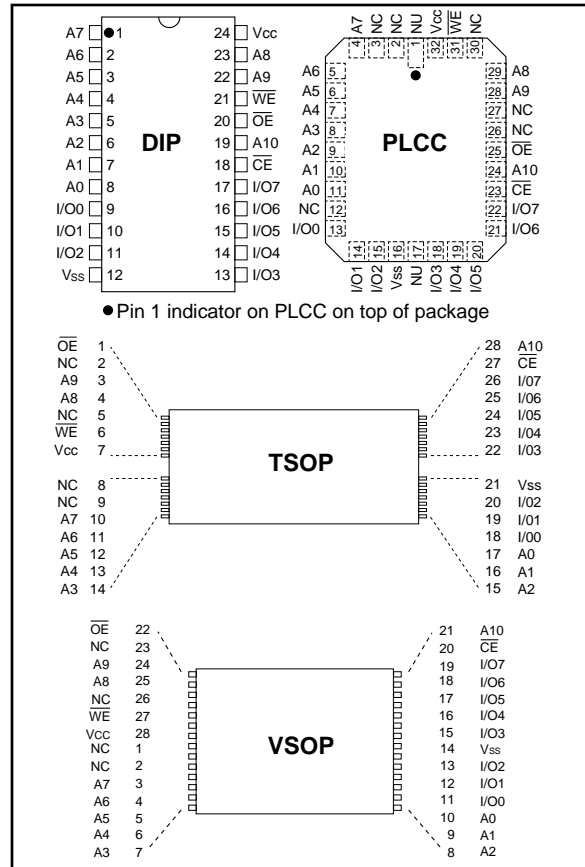 A7 1 24 Vcc
A6 2 23 A8
A5 3 22 A9
A4 4 21 WE
A3 5 20 OE
A2 6 19 A10
A1 7 18 CE
A0 8 17 I/O7
I/O0 9 16 I/O6
I/O1 10 15 I/O5
I/O2 11 14 I/O4
VSS 12 13 I/O3
DIP
A7 NC NC NU Vcc WE NC
4 3 2 1 32 31 30
A6 5 29 A8
A5 6 28 A9
A4 7 27 NC
A3 8 26 NC
A2 9 25 OE
A1 10 24 A10
A0 11 23 CE
NC 12 22 I/O7
I/O0 13 21 I/O6
PLCC
14 15 16 17 18 19 20
I/O1 I/O2 Vss NU I/O3 I/O4 I/O5
●Pin 1 indicator on PLCC on top of package
OE 1 28 A10
NC 2 27 CE
A9 3 26 I/07
A8 4 25 I/06
NC 5 24 I/05
WE 6 23 I/04
Vcc 7 22 I/03
TSOP
NC 8 21 Vss
NC 9 20 I/02
A7 10 19 I/01
A6 11 18 I/00
A5 12 17 A0
A4 13 16 A1
A3 14 15 A2
OE 22 21 A10
NC 23 20 CE
A9 24 19 I/O7
A8 25 18 I/O6
NC 26 17 I/O5
WE 27 16 I/O4
VCC 28 15 I/O3
VSOP
NC 1 14 VSS
NC 2 13 I/O2
A7 3 12 I/O1
A6 4 11 I/O0
A5 5 10 A0
A4 6 9 A1
A3 7 8 A2